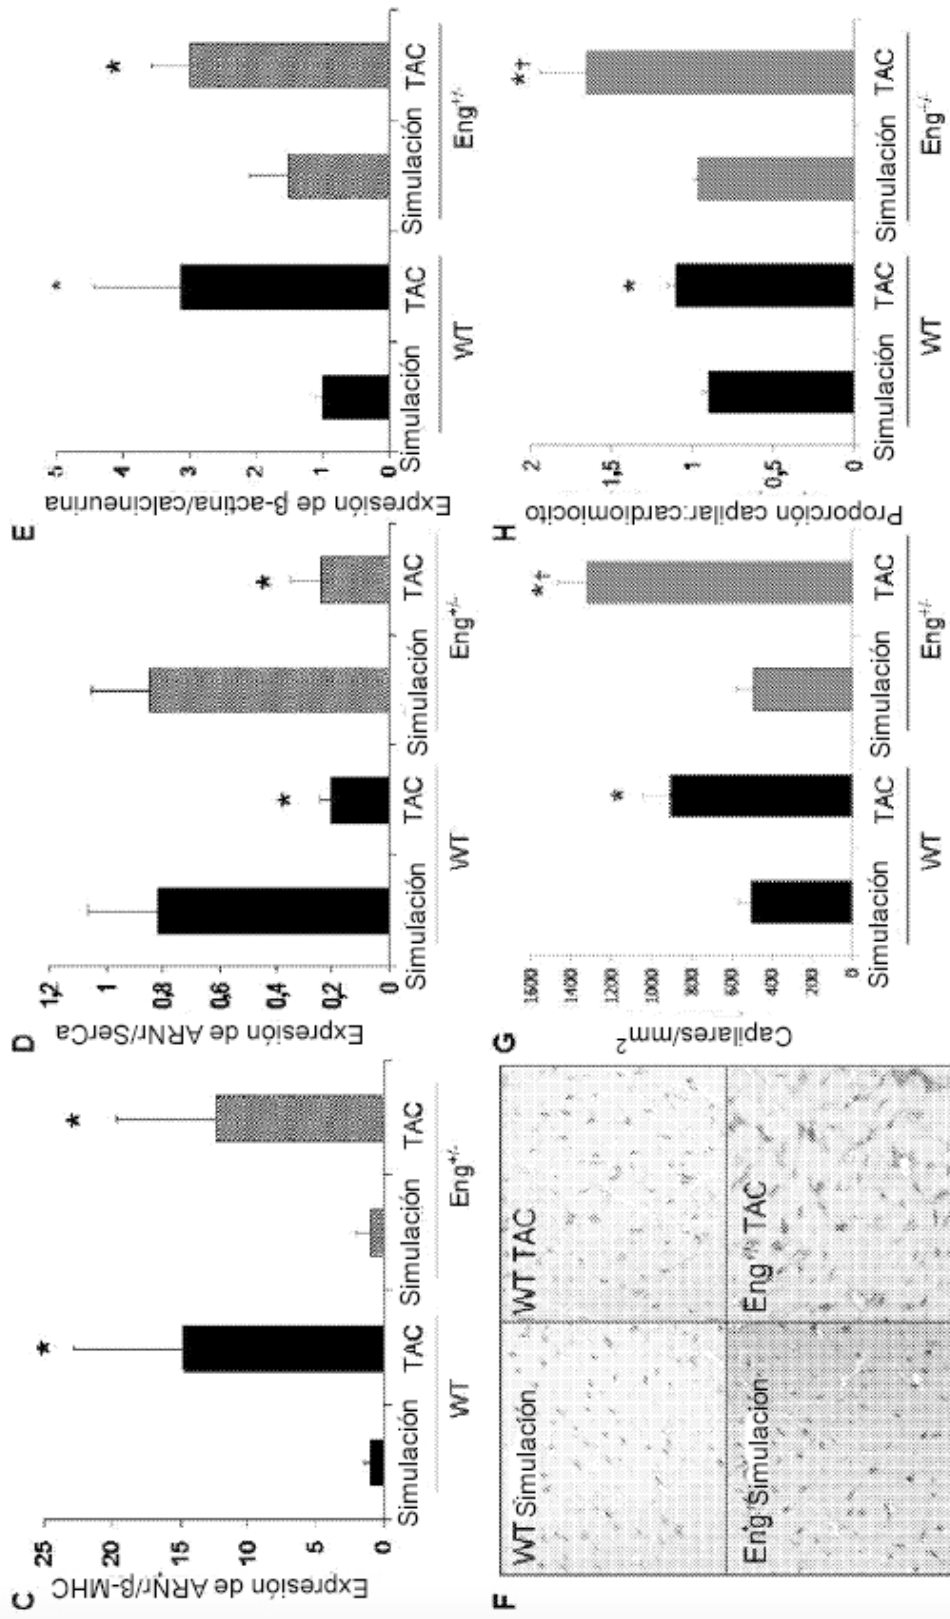 C
25
20
15
10
5
0
Expresión de ARNr/β-MHC
*
*
Simulación TAC Simulación TAC
WT Eng+/-
D
1,2
1
0,8
0,6
0,4
0,2
0
Expresión de ARNr/SerCa
*
*
Simulación TAC Simulación TAC
WT Eng+/-
E
5
4
3
2
1
0
Expresión de β-actina/calcineurina
*
*
Simulación TAC Simulación TAC
WT Eng+/-
F
WT Simulación
WT TAC
Eng Simulación
Eng+/- TAC
G
1600
1400
1200
1000
800
600
400
200
0
Capilares/mm2
*
*†
Simulación TAC Simulación TAC
WT Eng+/-
H
2
1,5
1
0,5
0
Proporción capilar:cardiomiocito
*
*†
Simulación TAC Simulación TAC
WT Eng+/-